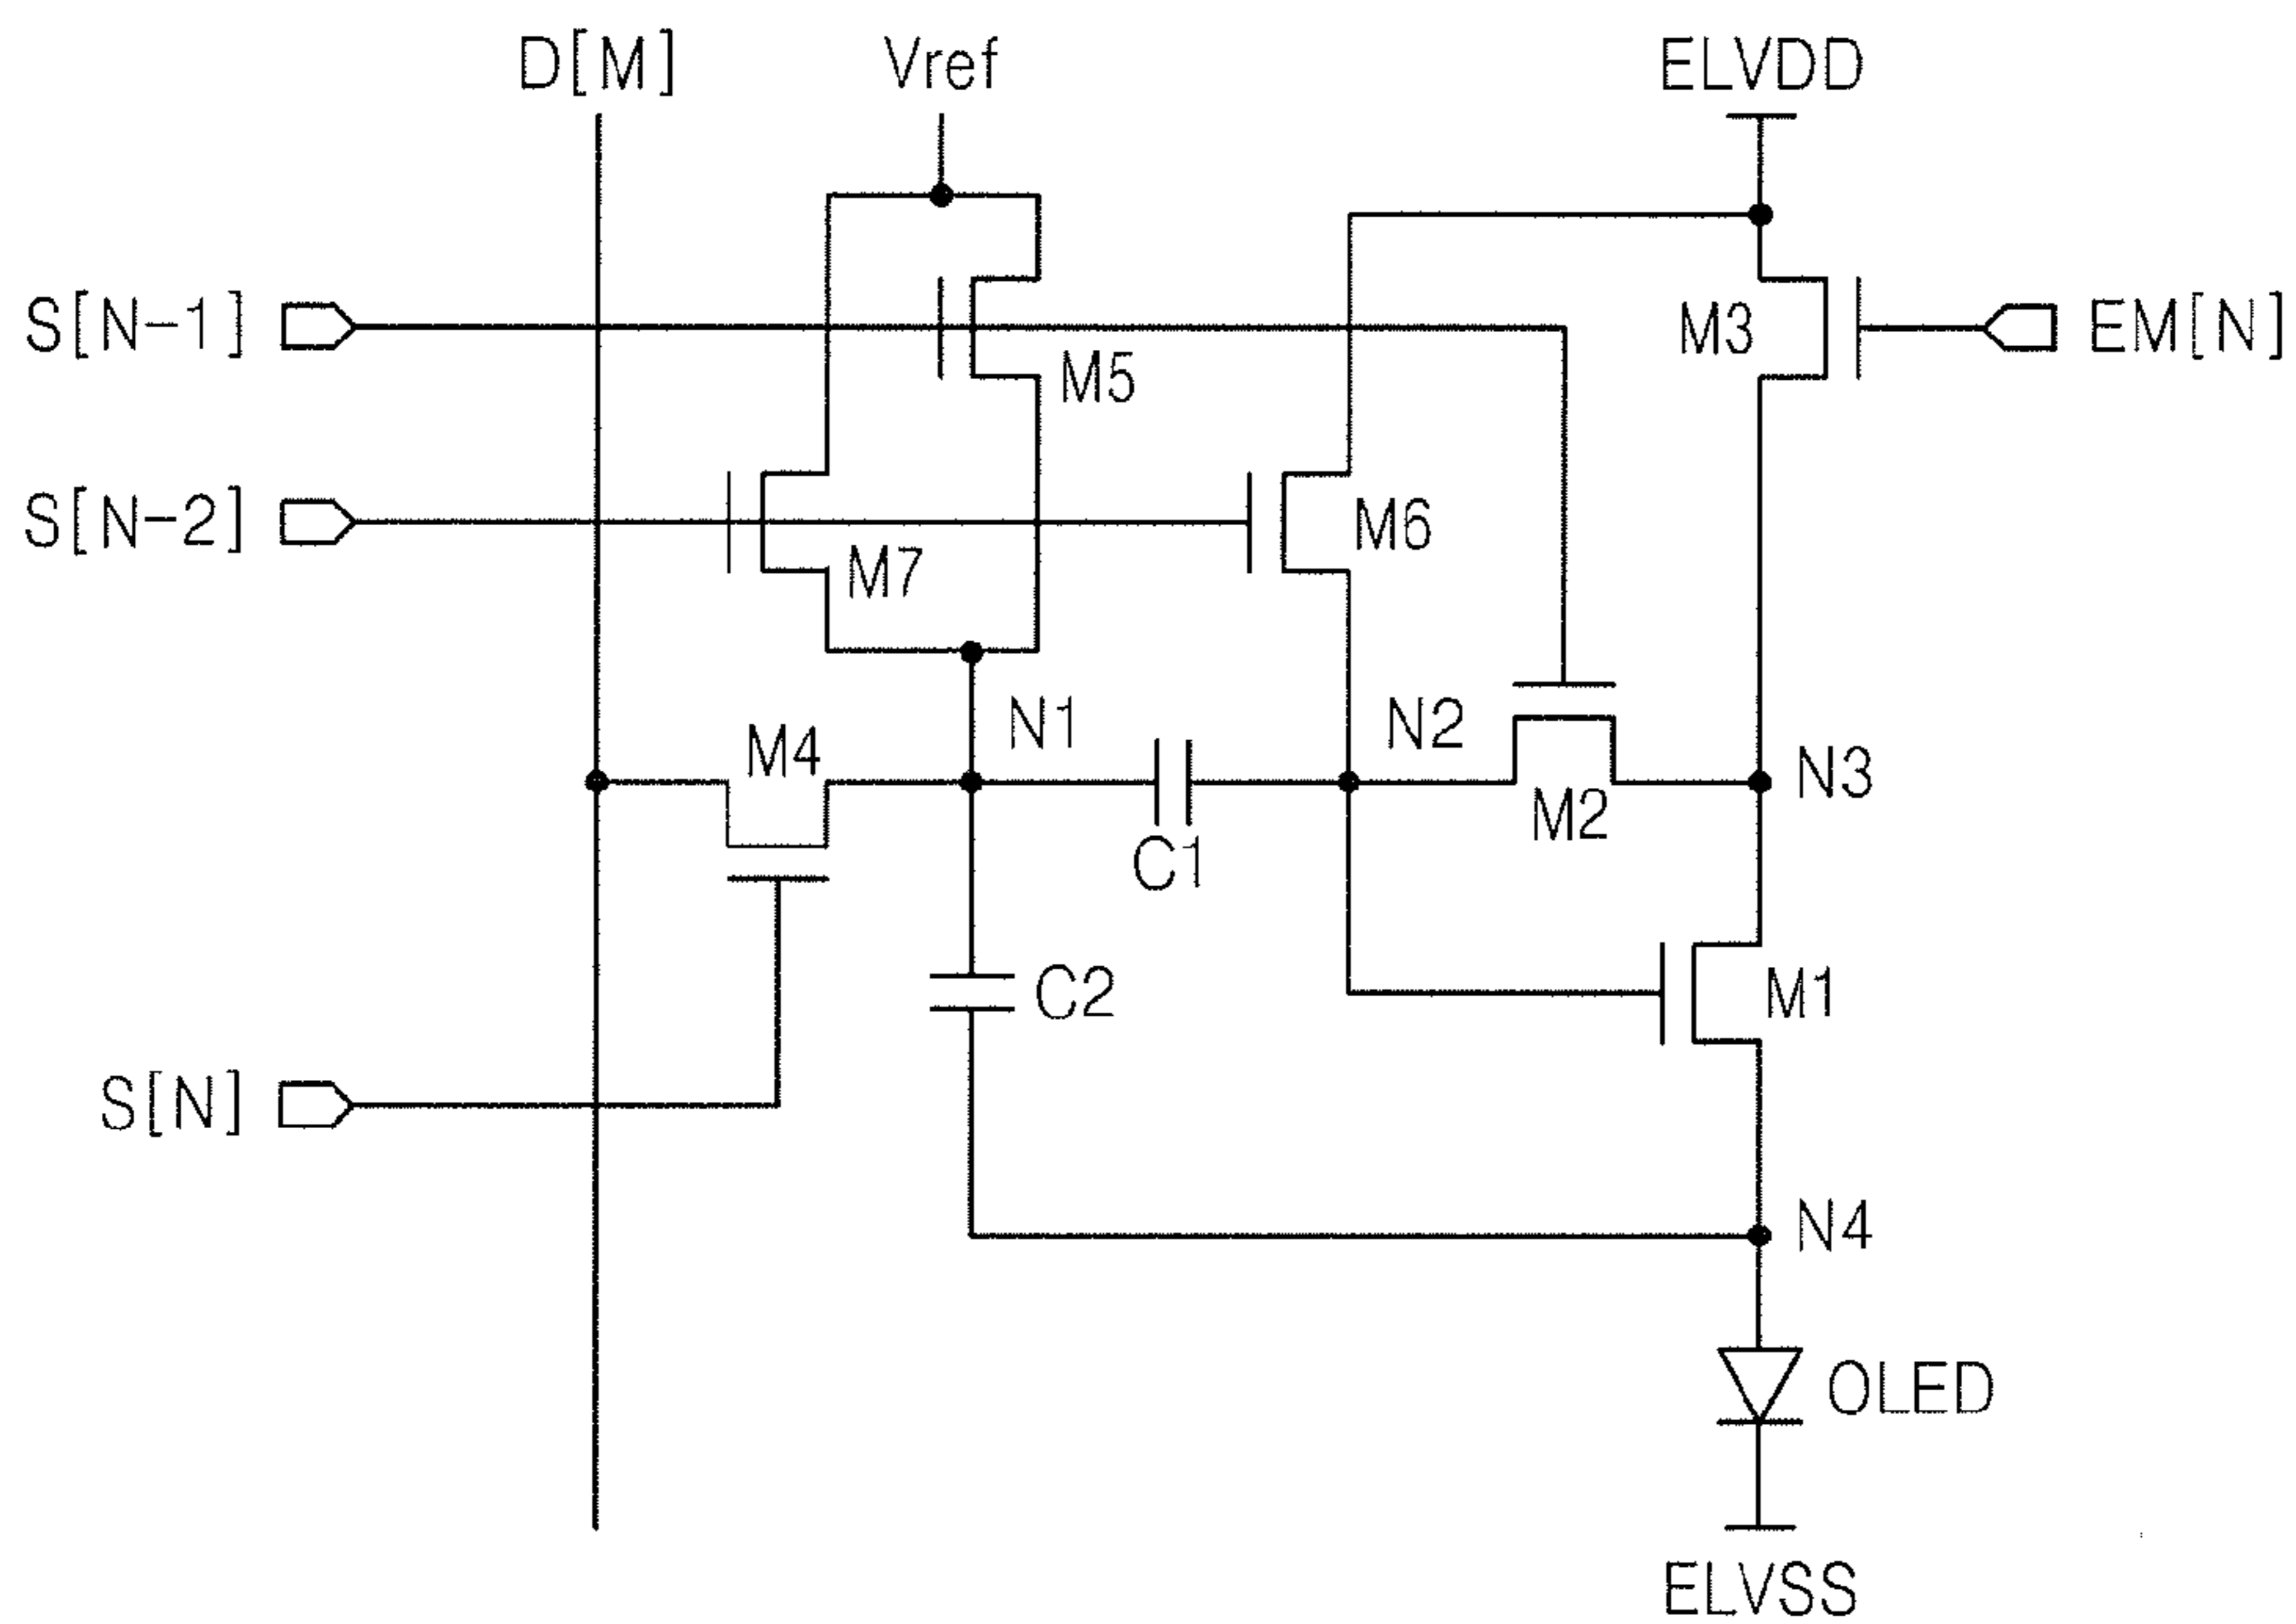 D[M] Vref ELVDD
S[N-1] M3 EM[N]
M5
S[N-2] M6
M7
N1 N2
M4 N3
M2
C1
C2 M1
S[N]
N4
OLED
ELVSS